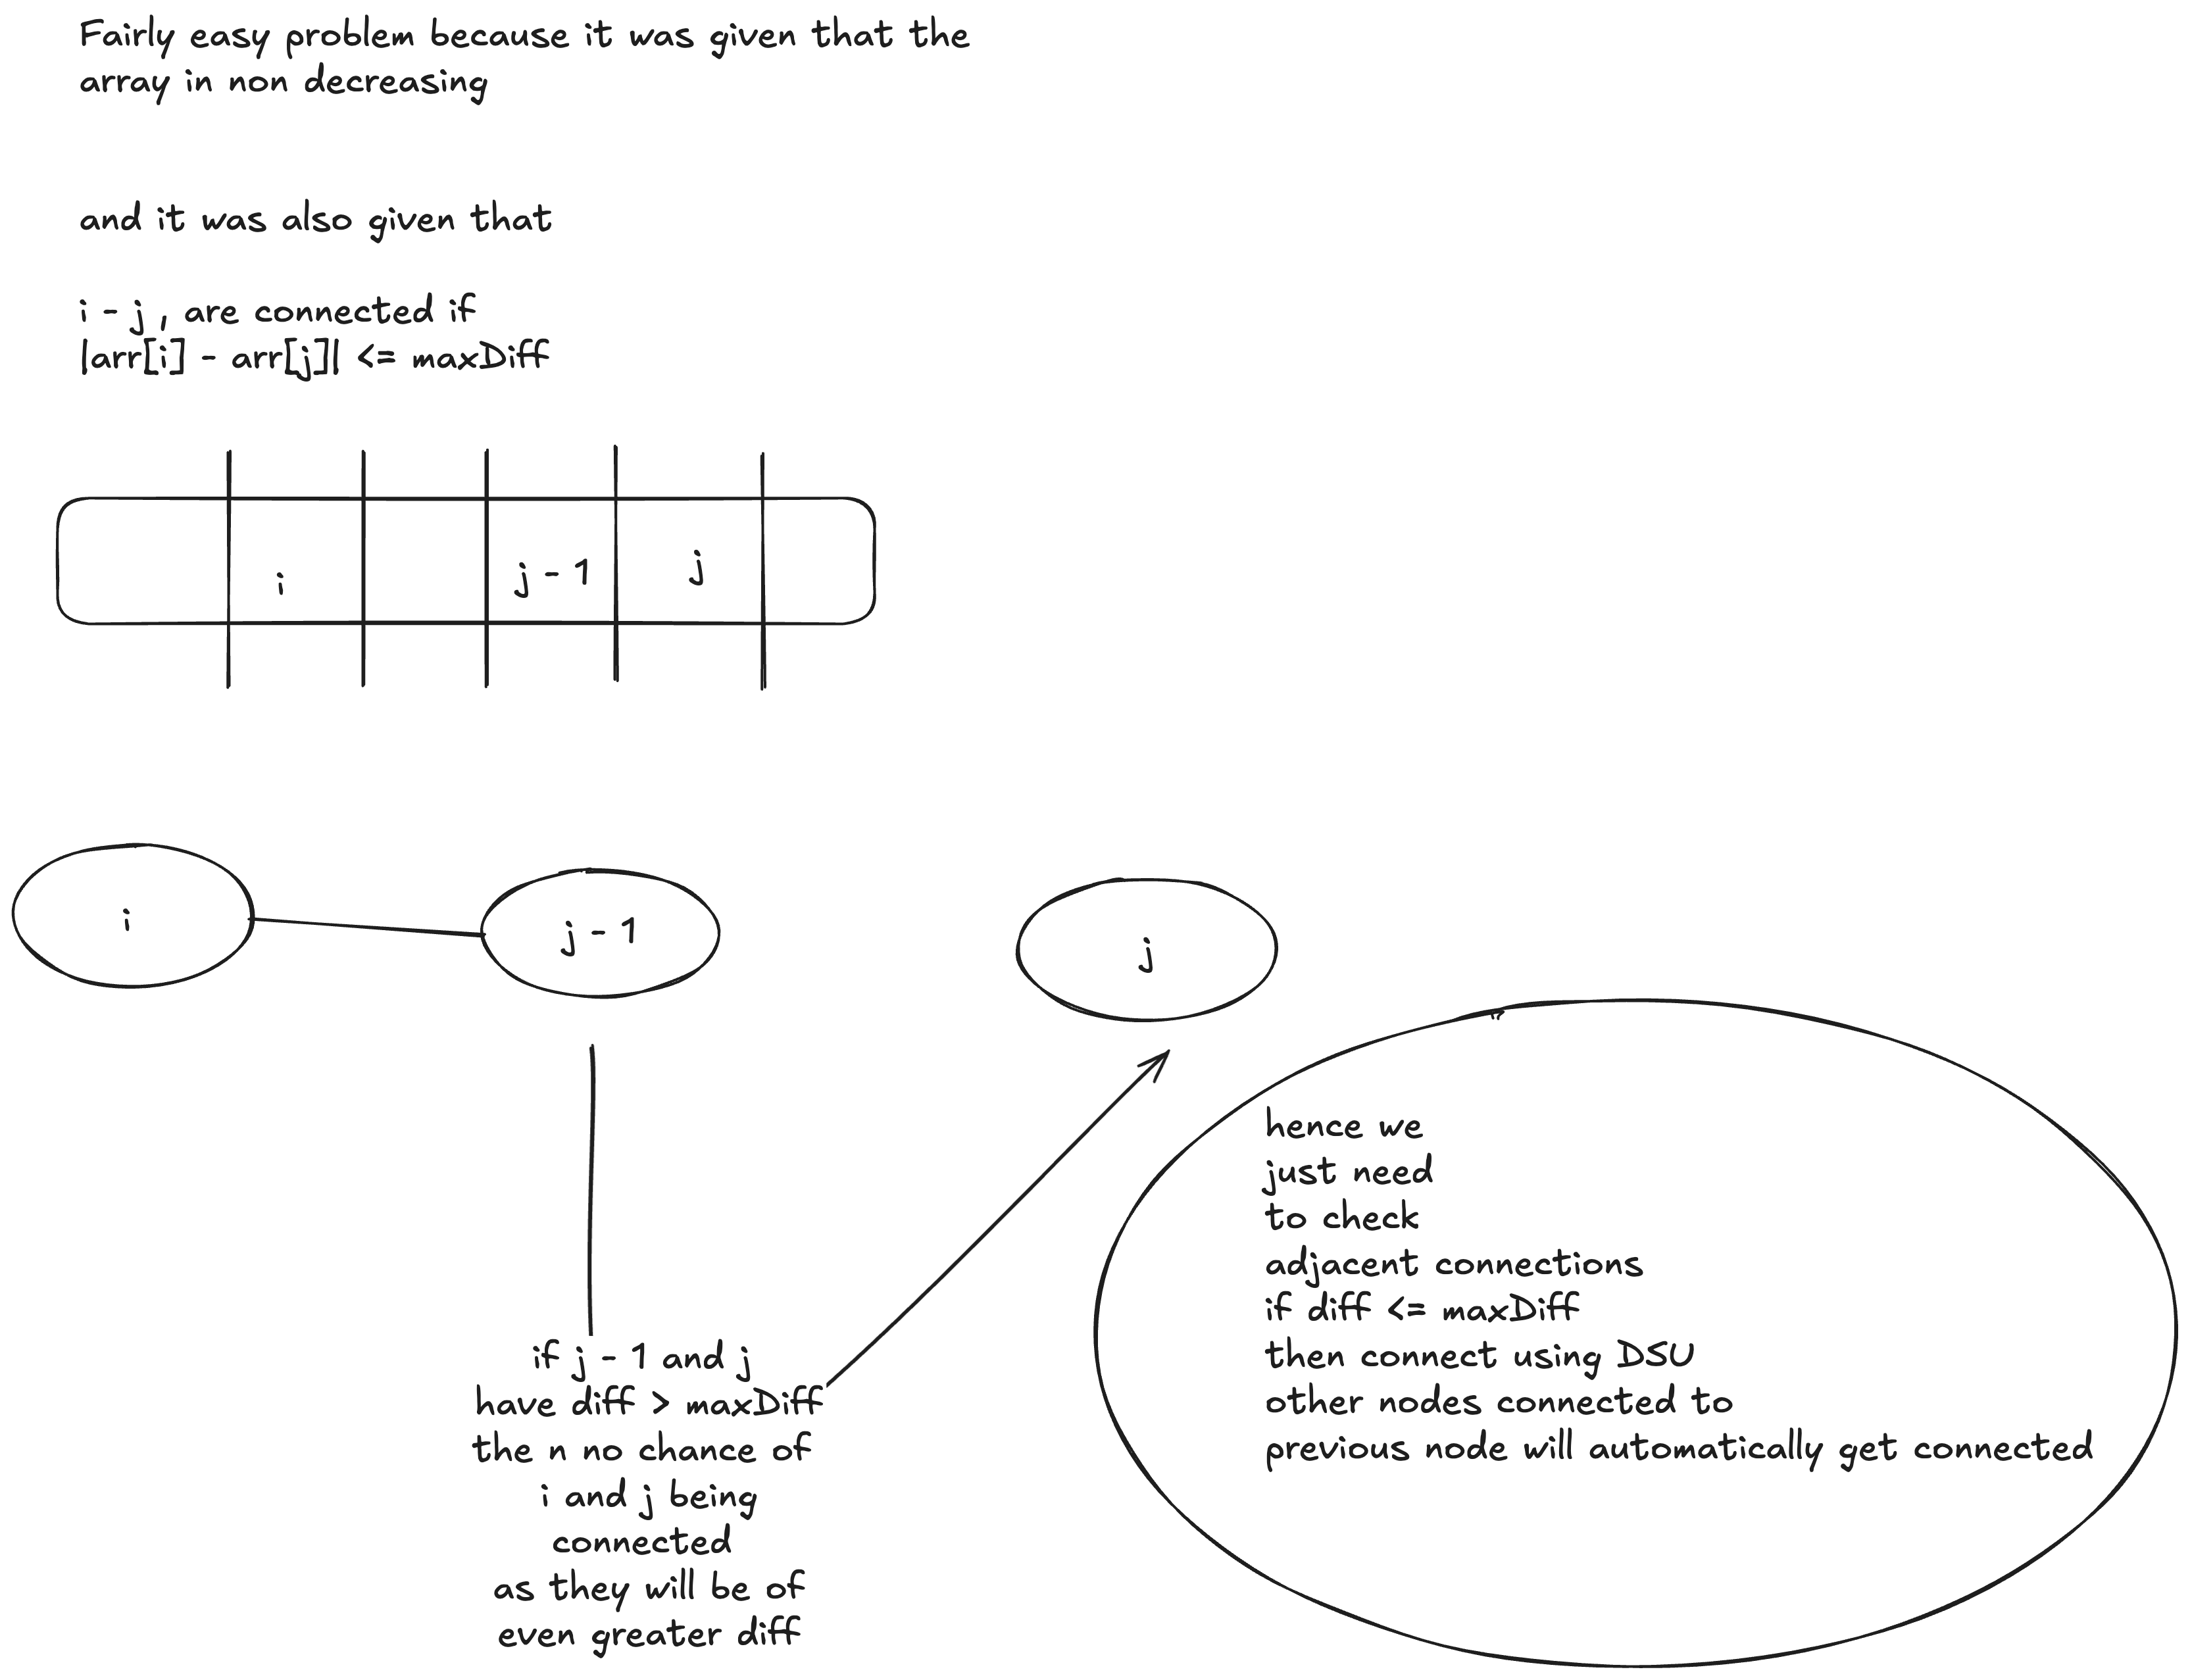 Fairly easy problem because it was given that the
array in non decreasing
and it was also given that
i - j , are connected if
|arr[i] - arr[j]| <= maxDiff
i
j - 1
j
i
j - 1
j
if j - 1 and j
have diff > maxDiff
the n no chance of
i and j being
connected
as they will be of
even greater diff
hence we
just need
to check
adjacent connections
if diff <= maxDiff
then connect using DSU
other nodes connected to
previous node will automatically get connected